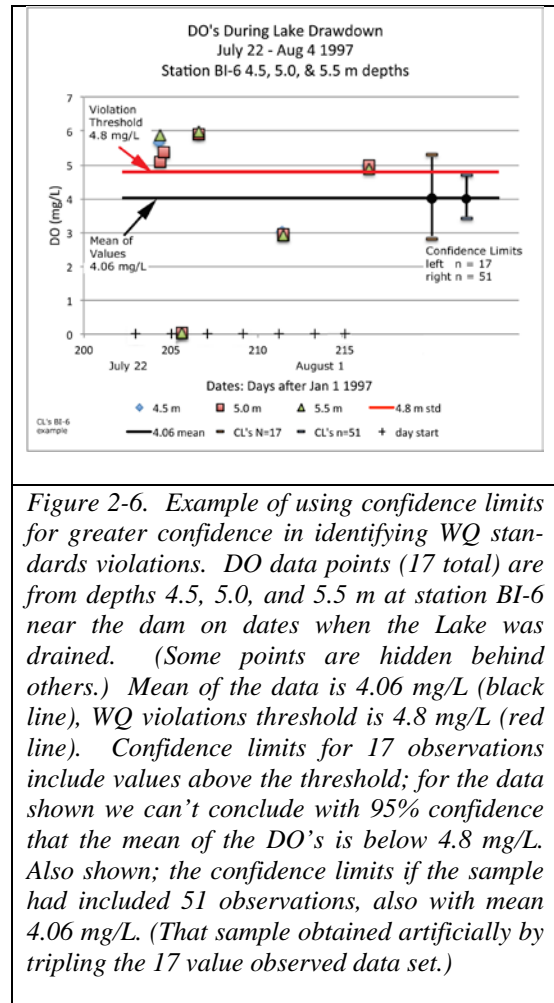 DO's During Lake Drawdown
July 22 - Aug 4 1997
Station BI-6 4.5, 5.0, & 5.5 m depths
7
6
5
4
3
2
1
0
DO (mg/L)
Violation
Threshold
4.8 mg/L
Mean of
Values
4.06 mg/L
Confidence Limits
left n = 17
right n = 51
200 205 210 215
July 22 August 1
Dates: Days after Jan 1 1997
4.5 m 5.0 m 5.5 m 4.8 m std
4.06 mean CL's N=17 CL's n=51 + day start
CL's BI-6
example
Figure 2-6. Example of using confidence limits
for greater confidence in identifying WQ stan-
dards violations. DO data points (17 total) are
from depths 4.5, 5.0, and 5.5 m at station BI-6
near the dam on dates when the Lake was
drained. (Some points are hidden behind
others.) Mean of the data is 4.06 mg/L (black
line), WQ violations threshold is 4.8 mg/L (red
line). Confidence limits for 17 observations
include values above the threshold; for the data
shown we can't conclude with 95% confidence
that the mean of the DO's is below 4.8 mg/L.
Also shown; the confidence limits if the sample
had included 51 observations, also with mean
4.06 mg/L. (That sample obtained artificially by
tripling the 17 value observed data set.)